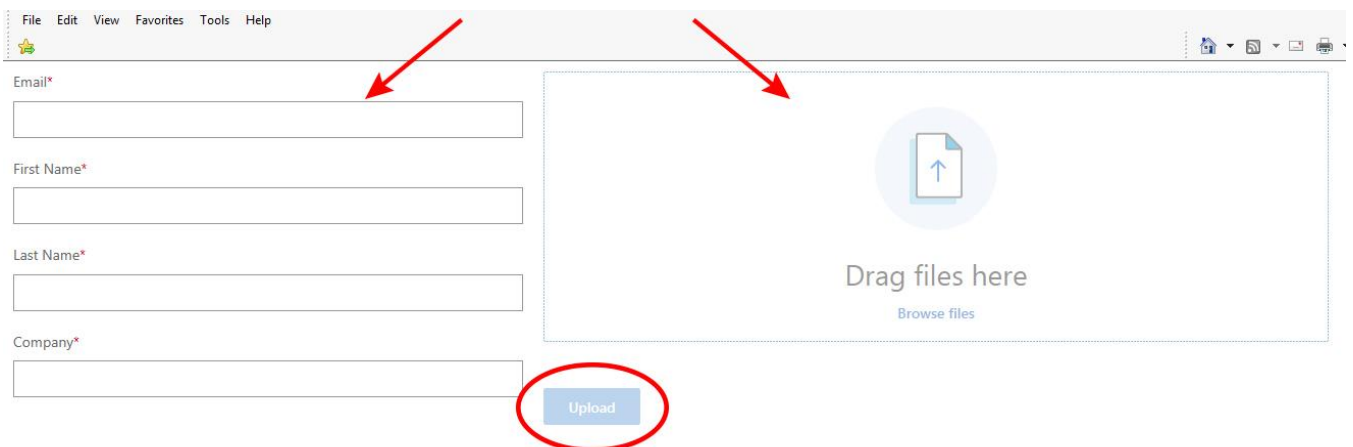 File Edit View Favorites Tools Help
Email*
First Name*
Last Name*
Company*
Drag files here
Browse files
Upload